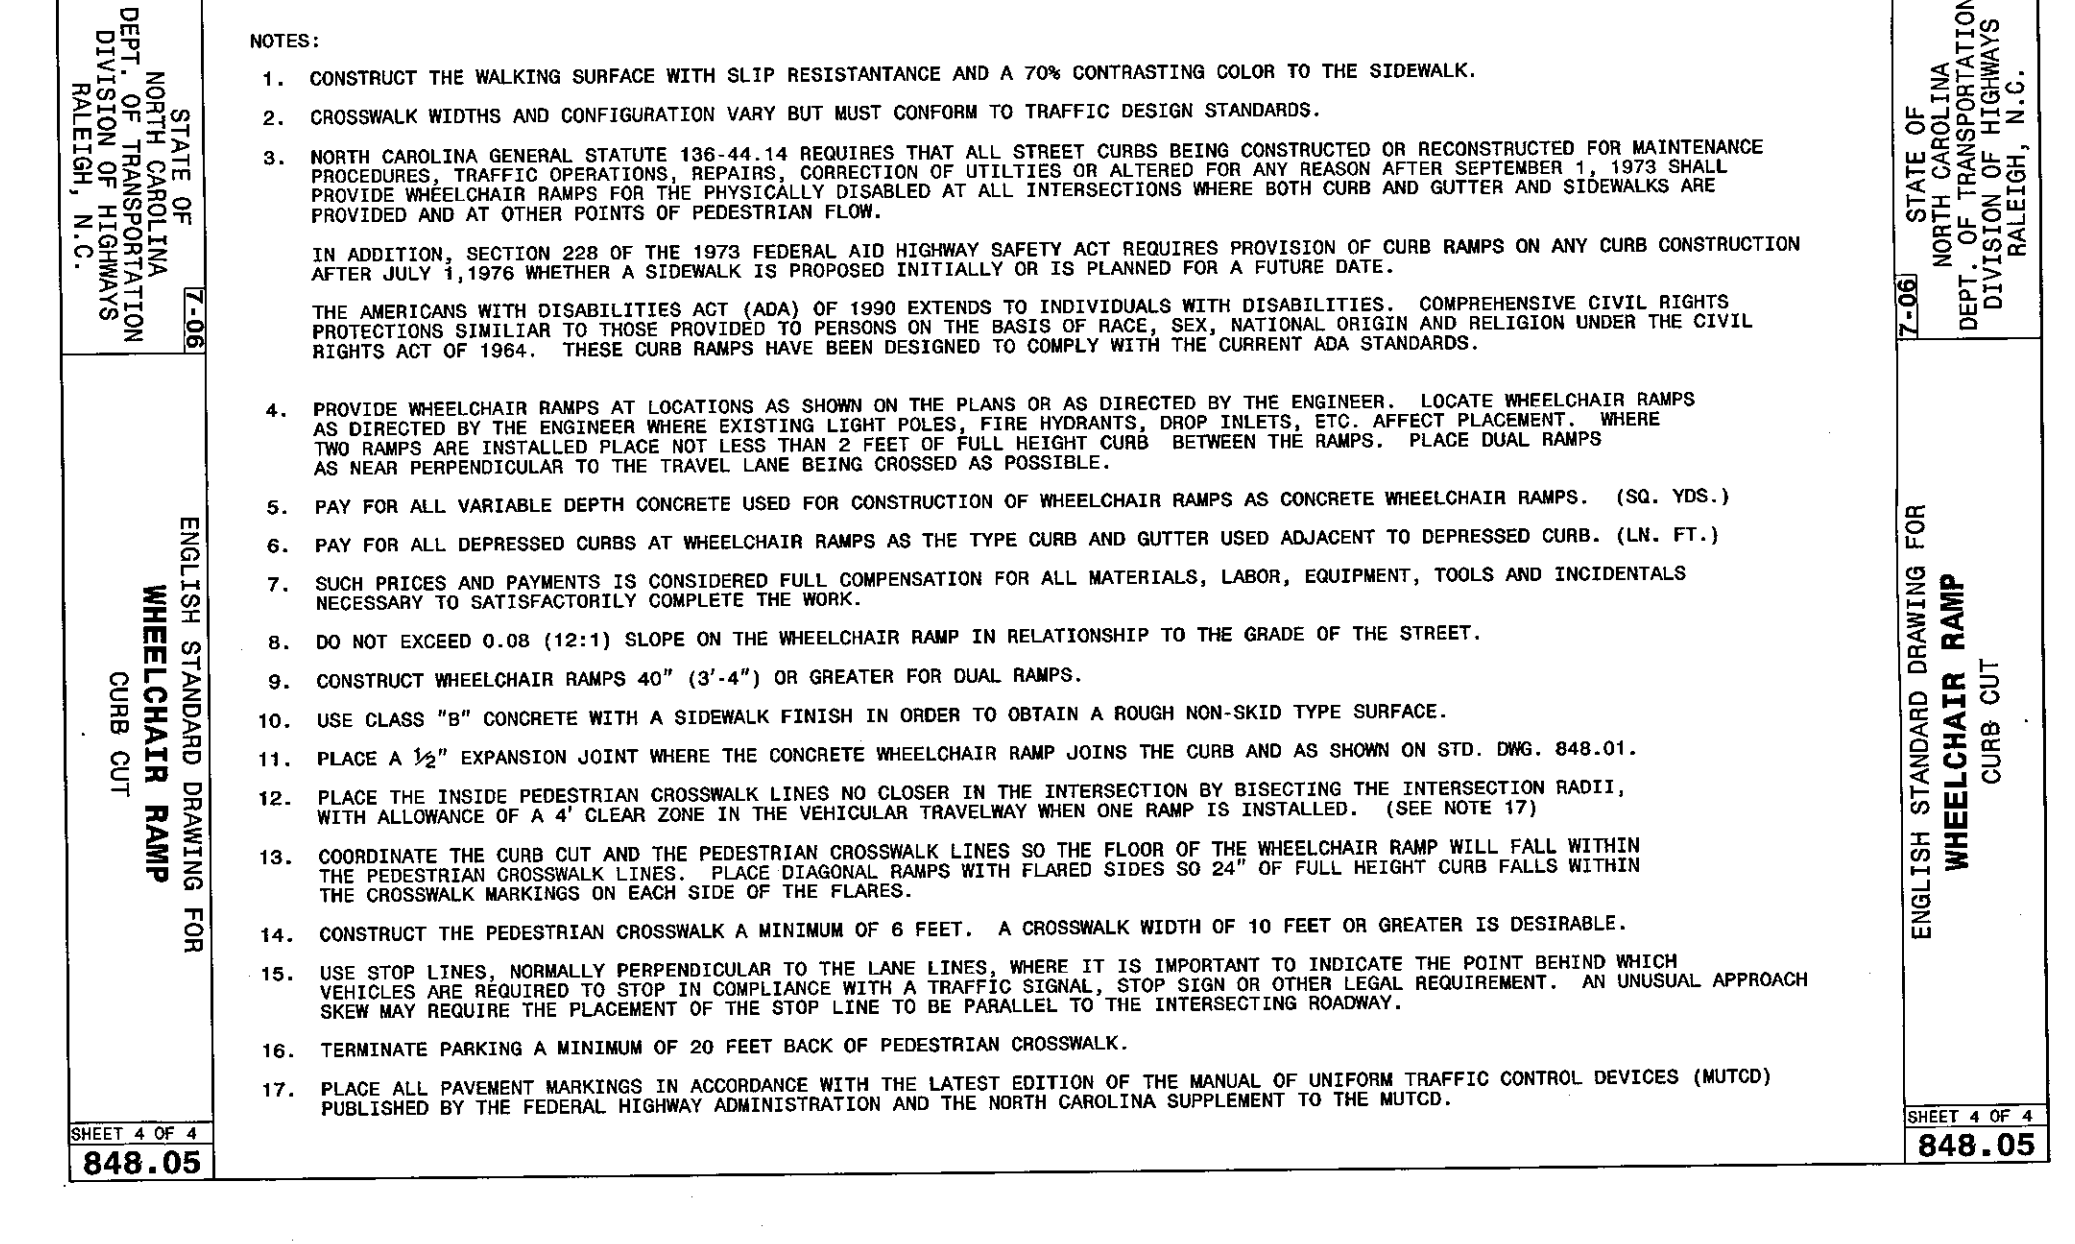 STATE OF
NORTH CAROLINA
DEPT. OF TRANSPORTATION
DIVISION OF HIGHWAYS
RALEIGH, N.C.
7-06
ENGLISH STANDARD DRAWING FOR
WHEELCHAIR RAMP
CURB CUT
SHEET 4 OF 4
848.05
NOTES:
1. CONSTRUCT THE WALKING SURFACE WITH SLIP RESISTANTANCE AND A 70% CONTRASTING COLOR TO THE SIDEWALK.
2. CROSSWALK WIDTHS AND CONFIGURATION VARY BUT MUST CONFORM TO TRAFFIC DESIGN STANDARDS.
3. NORTH CAROLINA GENERAL STATUTE 136-44.14 REQUIRES THAT ALL STREET CURBS BEING CONSTRUCTED OR RECONSTRUCTED FOR MAINTENANCE
PROCEDURES, TRAFFIC OPERATIONS, REPAIRS, CORRECTION OF UTILTIES OR ALTERED FOR ANY REASON AFTER SEPTEMBER 1, 1973 SHALL
PROVIDE WHEELCHAIR RAMPS FOR THE PHYSICALLY DISABLED AT ALL INTERSECTIONS WHERE BOTH CURB AND GUTTER AND SIDEWALKS ARE
PROVIDED AND AT OTHER POINTS OF PEDESTRIAN FLOW.
IN ADDITION, SECTION 228 OF THE 1973 FEDERAL AID HIGHWAY SAFETY ACT REQUIRES PROVISION OF CURB RAMPS ON ANY CURB CONSTRUCTION
AFTER JULY 1,1976 WHETHER A SIDEWALK IS PROPOSED INITIALLY OR IS PLANNED FOR A FUTURE DATE.
THE AMERICANS WITH DISABILITIES ACT (ADA) OF 1990 EXTENDS TO INDIVIDUALS WITH DISABILITIES. COMPREHENSIVE CIVIL RIGHTS
PROTECTIONS SIMILIAR TO THOSE PROVIDED TO PERSONS ON THE BASIS OF RACE, SEX, NATIONAL ORIGIN AND RELIGION UNDER THE CIVIL
RIGHTS ACT OF 1964. THESE CURB RAMPS HAVE BEEN DESIGNED TO COMPLY WITH THE CURRENT ADA STANDARDS.
4. PROVIDE WHEELCHAIR RAMPS AT LOCATIONS AS SHOWN ON THE PLANS OR AS DIRECTED BY THE ENGINEER. LOCATE WHEELCHAIR RAMPS
AS DIRECTED BY THE ENGINEER WHERE EXISTING LIGHT POLES, FIRE HYDRANTS, DROP INLETS, ETC. AFFECT PLACEMENT. WHERE
TWO RAMPS ARE INSTALLED PLACE NOT LESS THAN 2 FEET OF FULL HEIGHT CURB BETWEEN THE RAMPS. PLACE DUAL RAMPS
AS NEAR PERPENDICULAR TO THE TRAVEL LANE BEING CROSSED AS POSSIBLE.
5. PAY FOR ALL VARIABLE DEPTH CONCRETE USED FOR CONSTRUCTION OF WHEELCHAIR RAMPS AS CONCRETE WHEELCHAIR RAMPS. (SQ. YDS.)
6. PAY FOR ALL DEPRESSED CURBS AT WHEELCHAIR RAMPS AS THE TYPE CURB AND GUTTER USED ADJACENT TO DEPRESSED CURB. (LN. FT.)
7. SUCH PRICES AND PAYMENTS IS CONSIDERED FULL COMPENSATION FOR ALL MATERIALS, LABOR, EQUIPMENT, TOOLS AND INCIDENTALS
NECESSARY TO SATISFACTORILY COMPLETE THE WORK.
8. DO NOT EXCEED 0.08 (12:1) SLOPE ON THE WHEELCHAIR RAMP IN RELATIONSHIP TO THE GRADE OF THE STREET.
9. CONSTRUCT WHEELCHAIR RAMPS 40" (3'-4") OR GREATER FOR DUAL RAMPS.
10. USE CLASS "B" CONCRETE WITH A SIDEWALK FINISH IN ORDER TO OBTAIN A ROUGH NON-SKID TYPE SURFACE.
11. PLACE A ½" EXPANSION JOINT WHERE THE CONCRETE WHEELCHAIR RAMP JOINS THE CURB AND AS SHOWN ON STD. DWG. 848.01.
12. PLACE THE INSIDE PEDESTRIAN CROSSWALK LINES NO CLOSER IN THE INTERSECTION BY BISECTING THE INTERSECTION RADII,
WITH ALLOWANCE OF A 4' CLEAR ZONE IN THE VEHICULAR TRAVELWAY WHEN ONE RAMP IS INSTALLED. (SEE NOTE 17)
13. COORDINATE THE CURB CUT AND THE PEDESTRIAN CROSSWALK LINES SO THE FLOOR OF THE WHEELCHAIR RAMP WILL FALL WITHIN
THE PEDESTRIAN CROSSWALK LINES. PLACE DIAGONAL RAMPS WITH FLARED SIDES SO 24" OF FULL HEIGHT CURB FALLS WITHIN
THE CROSSWALK MARKINGS ON EACH SIDE OF THE FLARES.
14. CONSTRUCT THE PEDESTRIAN CROSSWALK A MINIMUM OF 6 FEET. A CROSSWALK WIDTH OF 10 FEET OR GREATER IS DESIRABLE.
15. USE STOP LINES, NORMALLY PERPENDICULAR TO THE LANE LINES, WHERE IT IS IMPORTANT TO INDICATE THE POINT BEHIND WHICH
VEHICLES ARE REQUIRED TO STOP IN COMPLIANCE WITH A TRAFFIC SIGNAL, STOP SIGN OR OTHER LEGAL REQUIREMENT. AN UNUSUAL APPROACH
SKEW MAY REQUIRE THE PLACEMENT OF THE STOP LINE TO BE PARALLEL TO THE INTERSECTING ROADWAY.
16. TERMINATE PARKING A MINIMUM OF 20 FEET BACK OF PEDESTRIAN CROSSWALK.
17. PLACE ALL PAVEMENT MARKINGS IN ACCORDANCE WITH THE LATEST EDITION OF THE MANUAL OF UNIFORM TRAFFIC CONTROL DEVICES (MUTCD)
PUBLISHED BY THE FEDERAL HIGHWAY ADMINISTRATION AND THE NORTH CAROLINA SUPPLEMENT TO THE MUTCD.
STATE OF
NORTH CAROLINA
DEPT. OF TRANSPORTATION
DIVISION OF HIGHWAYS
RALEIGH, N.C.
7-06
ENGLISH STANDARD DRAWING FOR
WHEELCHAIR RAMP
CURB CUT
SHEET 4 OF 4
848.05